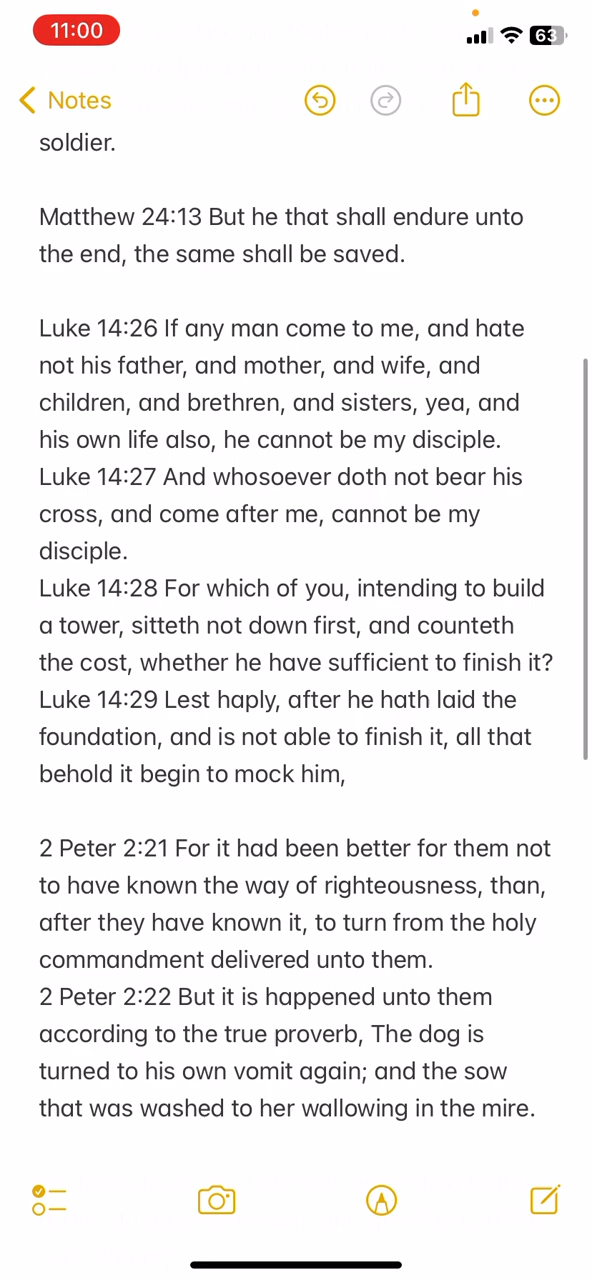 11:00
63
Notes
soldier.
Matthew 24:13 But he that shall endure unto
the end, the same shall be saved.
Luke 14:26 If any man come to me, and hate
not his father, and mother, and wife, and
children, and brethren, and sisters, yea, and
his own life also, he cannot be my disciple.
Luke 14:27 And whosoever doth not bear his
cross, and come after me, cannot be my
disciple.
Luke 14:28 For which of you, intending to build
a tower, sitteth not down first, and counteth
the cost, whether he have sufficient to finish it?
Luke 14:29 Lest haply, after he hath laid the
foundation, and is not able to finish it, all that
behold it begin to mock him,
2 Peter 2:21 For it had been better for them not
to have known the way of righteousness, than,
after they have known it, to turn from the holy
commandment delivered unto them.
2 Peter 2:22 But it is happened unto them
according to the true proverb, The dog is
turned to his own vomit again; and the sow
that was washed to her wallowing in the mire.